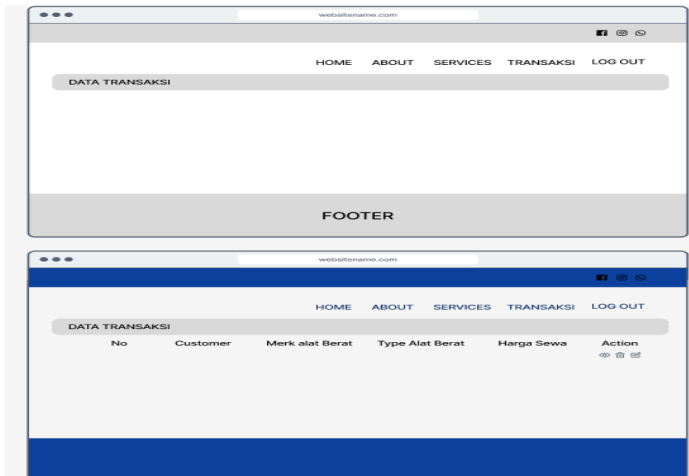 websitename.com
HOME ABOUT SERVICES TRANSAKSI LOG OUT
DATA TRANSAKSI
FOOTER
websitename.com
HOME ABOUT SERVICES TRANSAKSI LOG OUT
DATA TRANSAKSI
No Customer Merk alat Berat Type Alat Berat Harga Sewa Action